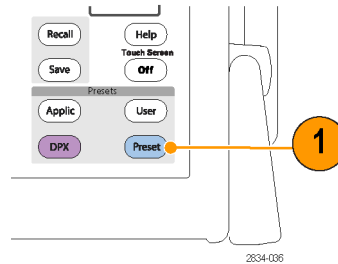 Recall
Help
Touch Screen
Save
Off
Presets
Applic
User
DPX
Preset
1
2834-036